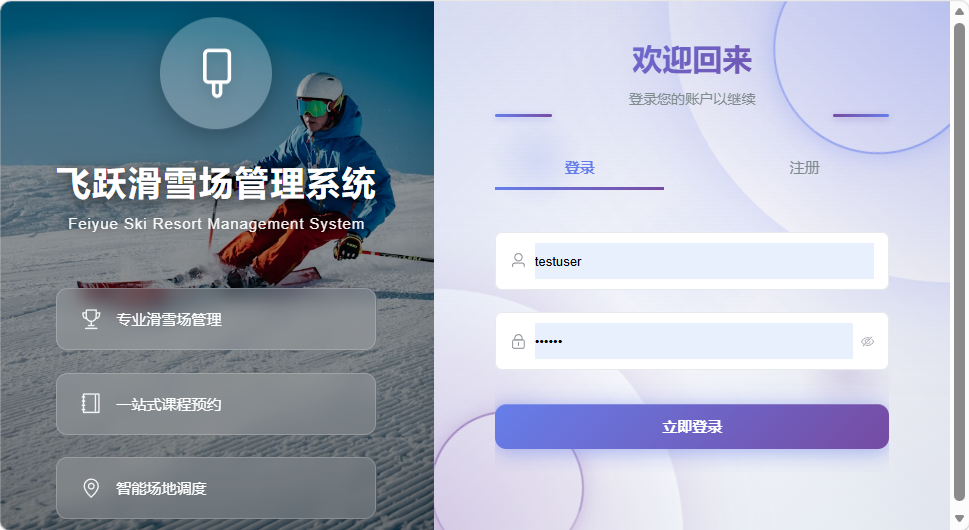 飞跃滑雪场管理系统
Feiyue Ski Resort Management System
专业滑雪场管理
一站式课程预约
智能场地调度
欢迎回来
登录您的账户以继续
登录
注册
testuser
••••••
立即登录